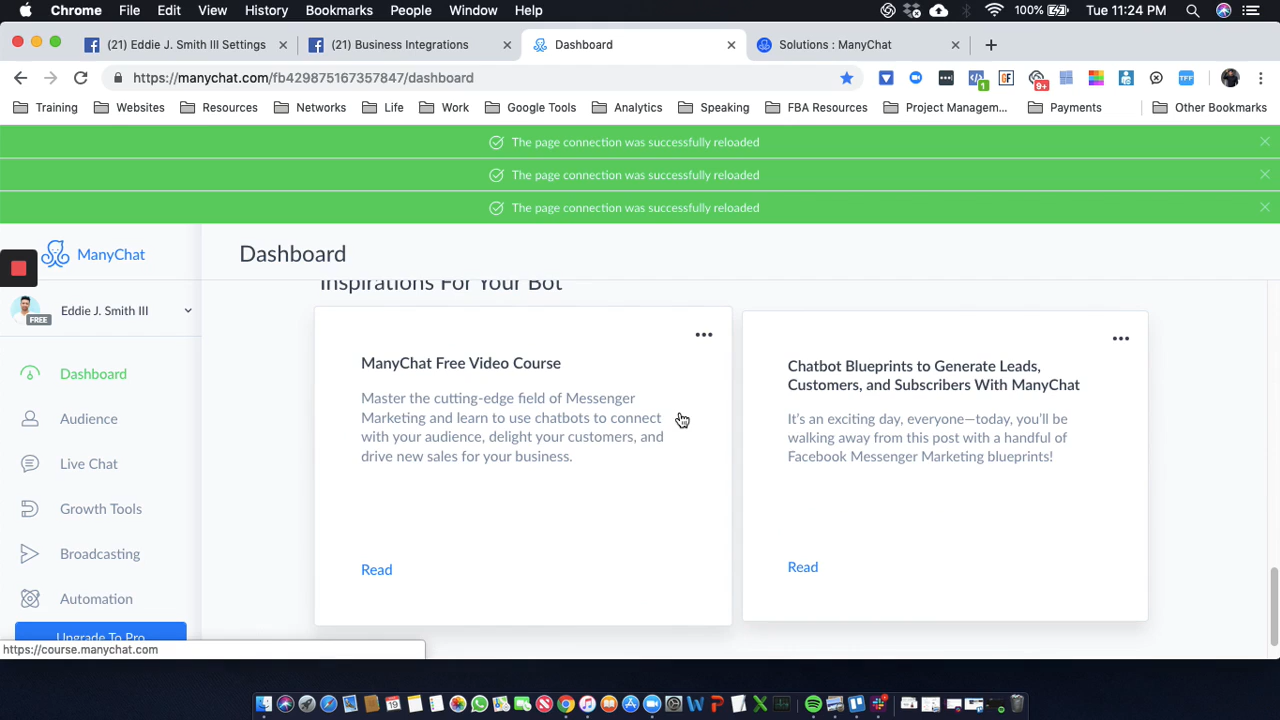 Chrome File Edit View History Bookmarks People Window Help 100% Tue 11:24 PM
(21) Eddie J. Smith III Settings (21) Business Integrations Dashboard Solutions : ManyChat
https://manychat.com/fb429875167357847/dashboard
Training Websites Resources Networks Life Work Google Tools Analytics Speaking FBA Resources Project Managem... Payments Other Bookmarks
The page connection was successfully reloaded
The page connection was successfully reloaded
The page connection was successfully reloaded
ManyChat
Dashboard
Eddie J. Smith III
FREE
Dashboard
Audience
Live Chat
Growth Tools
Broadcasting
Automation
Upgrade To Pro
Inspirations For Your Bot
ManyChat Free Video Course
Master the cutting-edge field of Messenger
Marketing and learn to use chatbots to connect
with your audience, delight your customers, and
drive new sales for your business.
Read
Chatbot Blueprints to Generate Leads,
Customers, and Subscribers With ManyChat
It's an exciting day, everyone—today, you'll be
walking away from this post with a handful of
Facebook Messenger Marketing blueprints!
Read
https://course.manychat.com